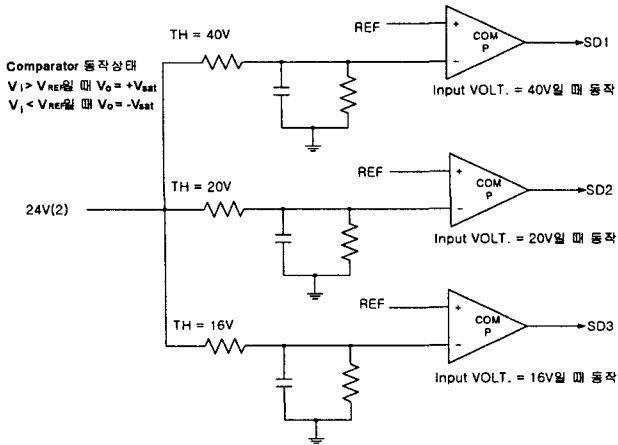 TH = 40V
REF
+
COM
P
−
SD1
Input VOLT. = 40V일 때 동작
Comparator 동작상태
Vi > VREF일 때 Vo = +Vsat
Vi < VREF일 때 Vo = -Vsat
TH = 20V
REF
+
COM
P
−
SD2
Input VOLT. = 20V일 때 동작
24V(2)
TH = 16V
REF
+
COM
P
−
SD3
Input VOLT. = 16V일 때 동작